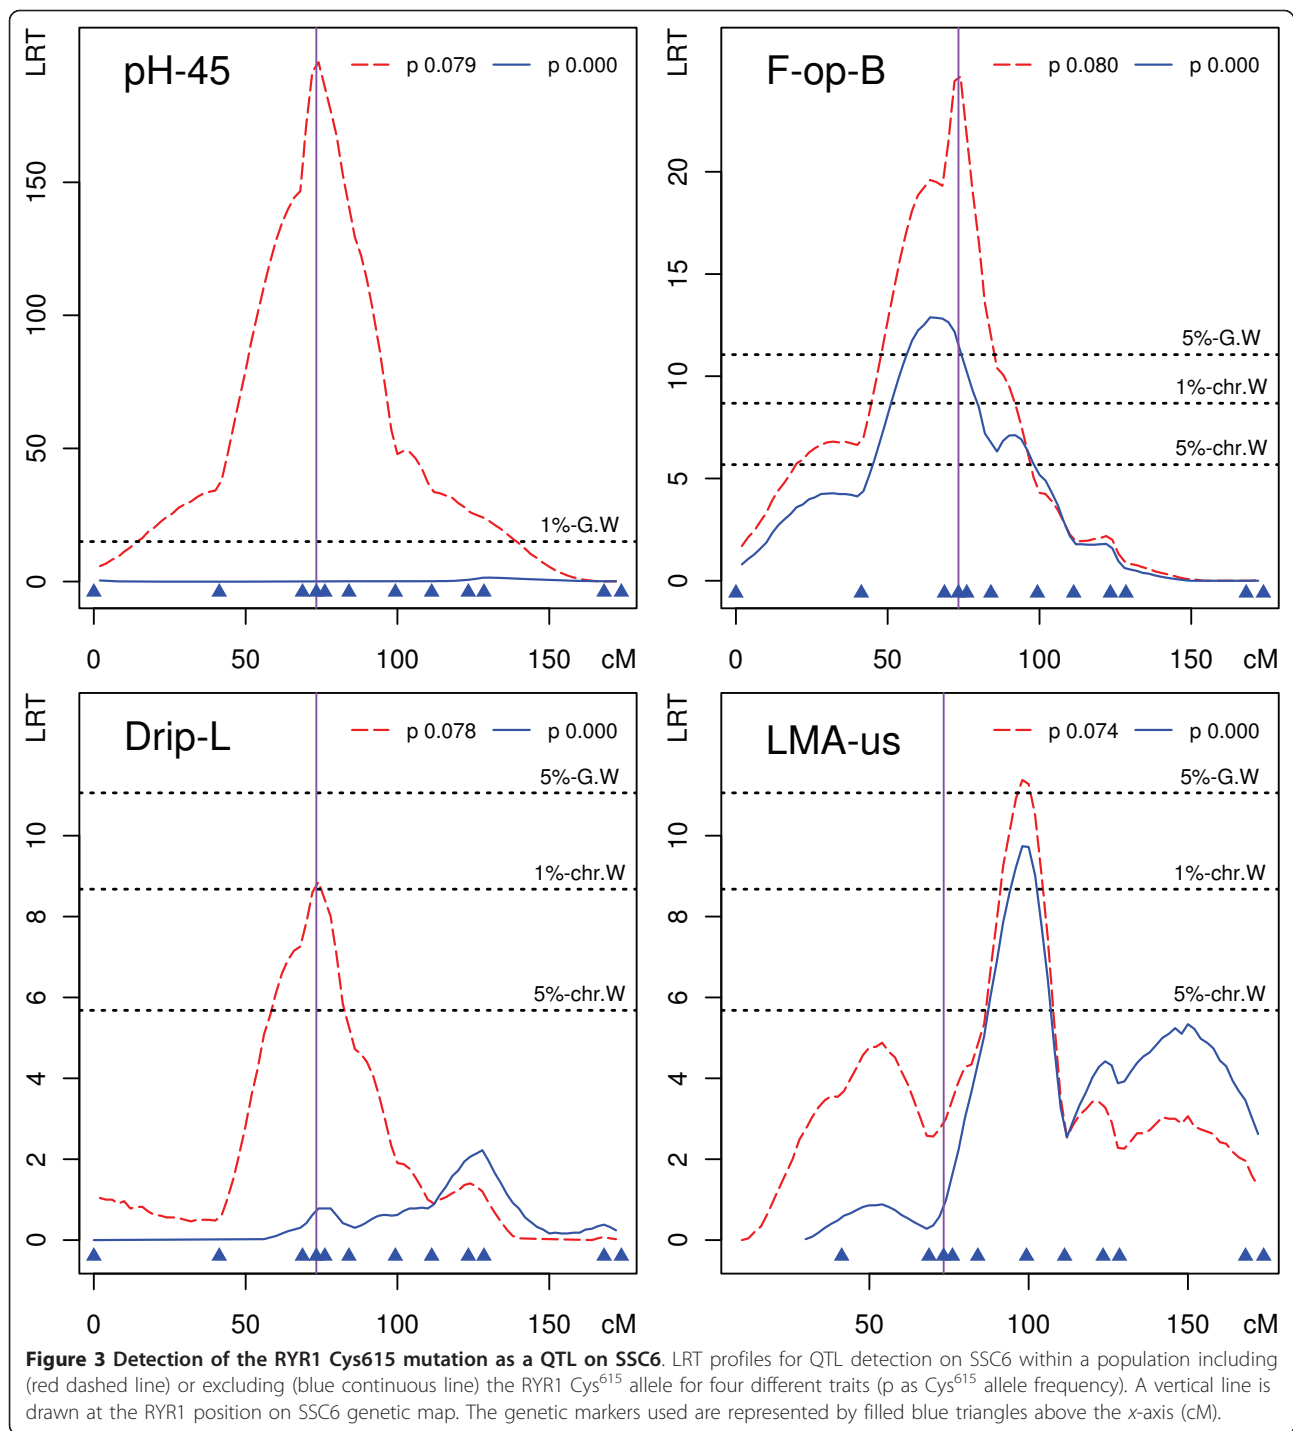 LRT
pH-45
p 0.079
p 0.000
1%-G.W
0
50
100
150
0
50
100
150
cM
LRT
F-op-B
p 0.080
p 0.000
5%-G.W
1%-chr.W
5%-chr.W
0
5
10
15
20
0
50
100
150
cM
LRT
Drip-L
p 0.078
p 0.000
5%-G.W
1%-chr.W
5%-chr.W
0
2
4
6
8
10
0
50
100
150
cM
LRT
LMA-us
p 0.074
p 0.000
5%-G.W
1%-chr.W
5%-chr.W
0
2
4
6
8
10
50
100
150
cM
Figure 3 Detection of the RYR1 Cys615 mutation as a QTL on SSC6. LRT profiles for QTL detection on SSC6 within a population including
(red dashed line) or excluding (blue continuous line) the RYR1 Cys⁶¹⁵ allele for four different traits (p as Cys⁶¹⁵ allele frequency). A vertical line is
drawn at the RYR1 position on SSC6 genetic map. The genetic markers used are represented by filled blue triangles above the x-axis (cM).